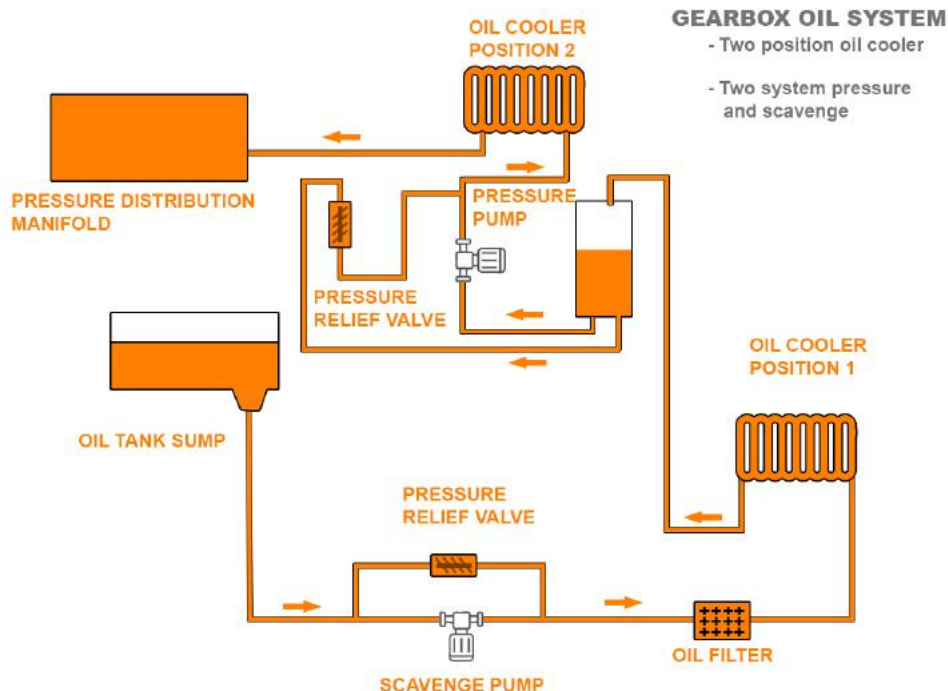 GEARBOX OIL SYSTEM
- Two position oil cooler
- Two system pressure
and scavenge
OIL COOLER
POSITION 2
PRESSURE DISTRIBUTION
MANIFOLD
PRESSURE
PUMP
PRESSURE
RELIEF VALVE
OIL COOLER
POSITION 1
OIL TANK SUMP
PRESSURE
RELIEF VALVE
OIL FILTER
SCAVENGE PUMP